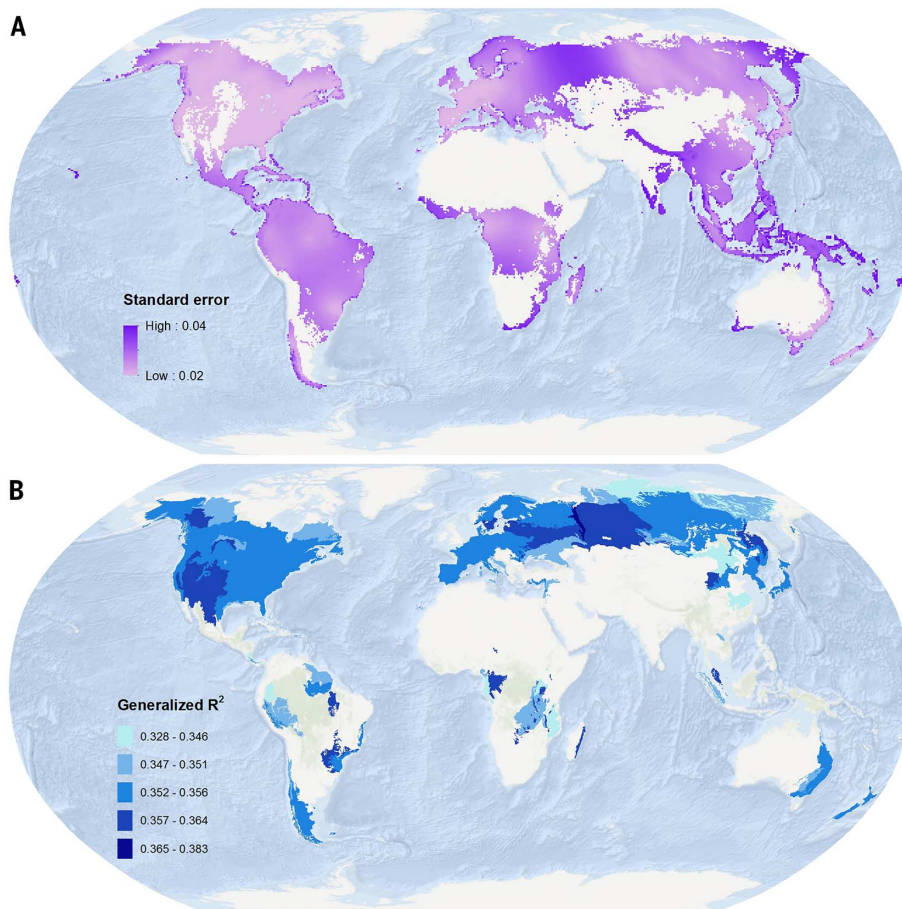 A
Standard error
High : 0.04
Low : 0.02
B
Generalized R²
0.328 - 0.346
0.347 - 0.351
0.352 - 0.356
0.357 - 0.364
0.365 - 0.383